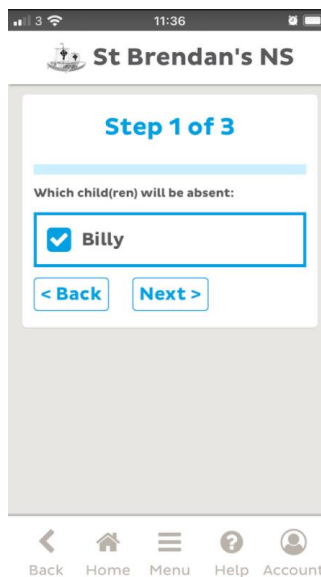 3 11:36
St Brendan's NS
Step 1 of 3
Which child(ren) will be absent:
Billy
< Back Next >
Back Home Menu Help Account